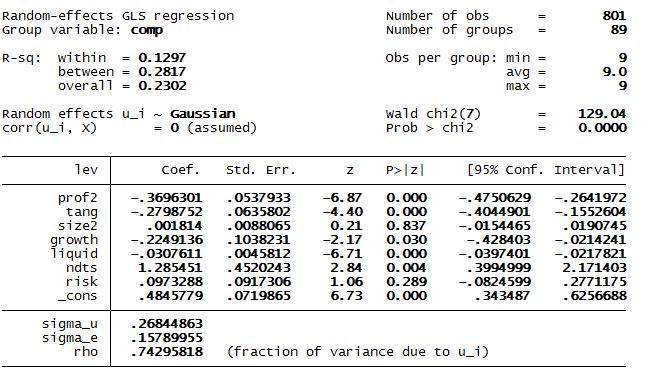 Random-effects GLS regression Number of obs = 801
Group variable: comp Number of groups = 89
R-sq: within = 0.1297 Obs per group: min = 9
between = 0.2817 avg = 9.0
overall = 0.2302 max = 9
Random effects u_i ~ Gaussian Wald chi2(7) = 129.04
corr(u_i, X) = 0 (assumed) Prob > chi2 = 0.0000
lev Coef. Std. Err. z P>|z| [95% Conf. Interval]
prof2 -.3696301 .0537933 -6.87 0.000 -.4750629 -.2641972
tang -.2798752 .0635802 -4.40 0.000 -.4044901 -.1552604
size2 .001814 .0088065 0.21 0.837 -.0154465 .0190745
growth -.2249136 .1038231 -2.17 0.030 -.428403 -.0214241
liquid -.0307611 .0045812 -6.71 0.000 -.0397401 -.0217821
ndts 1.285451 .4520243 2.84 0.004 .3994999 2.171403
risk .0973288 .0917306 1.06 0.289 -.0824599 .2771175
_cons .4845779 .0719865 6.73 0.000 .343487 .6256688
sigma_u .26844863
sigma_e .15789955
rho .74295818 (fraction of variance due to u_i)